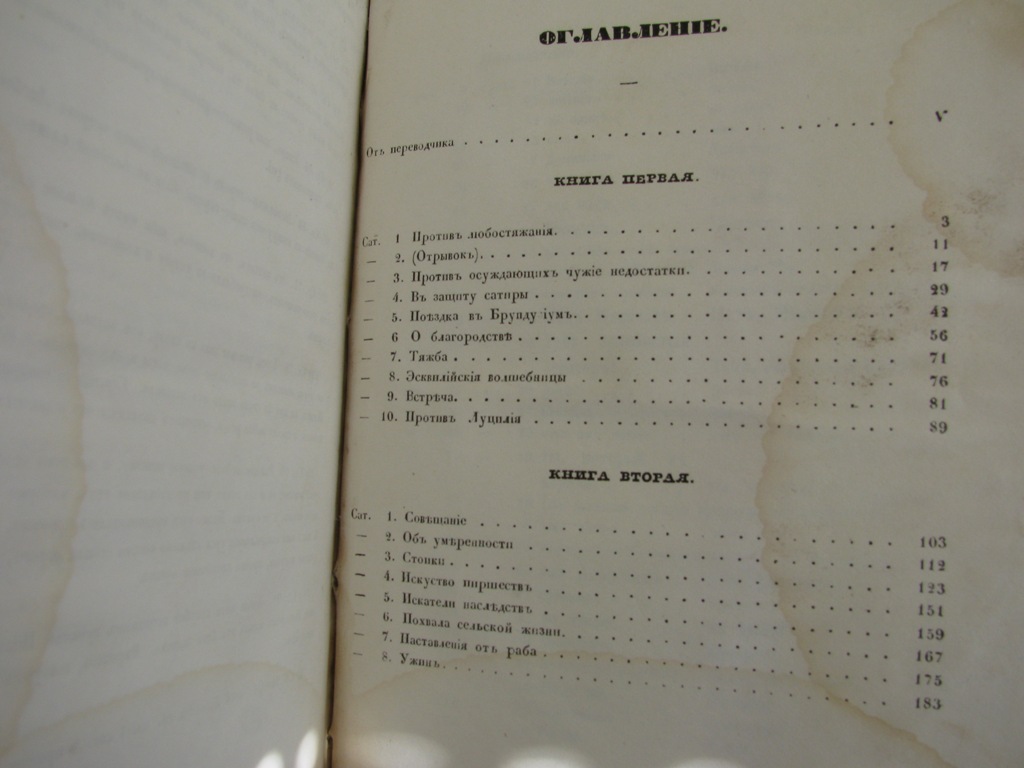 ОГЛАВЛЕНІЕ.
Отъ переводчика . . . . . . . . . . . . . . . . . . . . V
КНИГА ПЕРВАЯ.
Сат. 1 Противъ любостяжанія. . . . . . . . . . . . . . . . 3
— 2. (Отрывокъ). . . . . . . . . . . . . . . . . . . . 11
— 3. Противъ осуждающихъ чужіе недостатки. . . . . . . . . . 17
— 4. Въ защиту сатиры . . . . . . . . . . . . . . . . . 29
— 5. Поѣздка въ Брундузіумъ. . . . . . . . . . . . . . . 42
— 6 О благородствѣ . . . . . . . . . . . . . . . . . . 56
— 7. Тяжба . . . . . . . . . . . . . . . . . . . . . 71
— 8. Эсквилійскія волшебницы . . . . . . . . . . . . . . . 76
— 9. Встрѣча. . . . . . . . . . . . . . . . . . . . . 81
— 10. Противъ Луцилія . . . . . . . . . . . . . . . . . 89
КНИГА ВТОРАЯ.
Сат. 1. Совѣщаніе . . . . . . . . . . . . . . . . . . . 103
— 2. Объ умѣренности . . . . . . . . . . . . . . . . . 112
— 3. Стоики . . . . . . . . . . . . . . . . . . . . . 123
— 4. Искуство пиршествъ . . . . . . . . . . . . . . . . 151
— 5. Искатели наслѣдствъ . . . . . . . . . . . . . . . . 159
— 6. Похвала сельской жизни. . . . . . . . . . . . . . . 167
— 7. Наставленія отъ раба . . . . . . . . . . . . . . . . 175
— 8. Ужинъ. . . . . . . . . . . . . . . . . . . . . 183